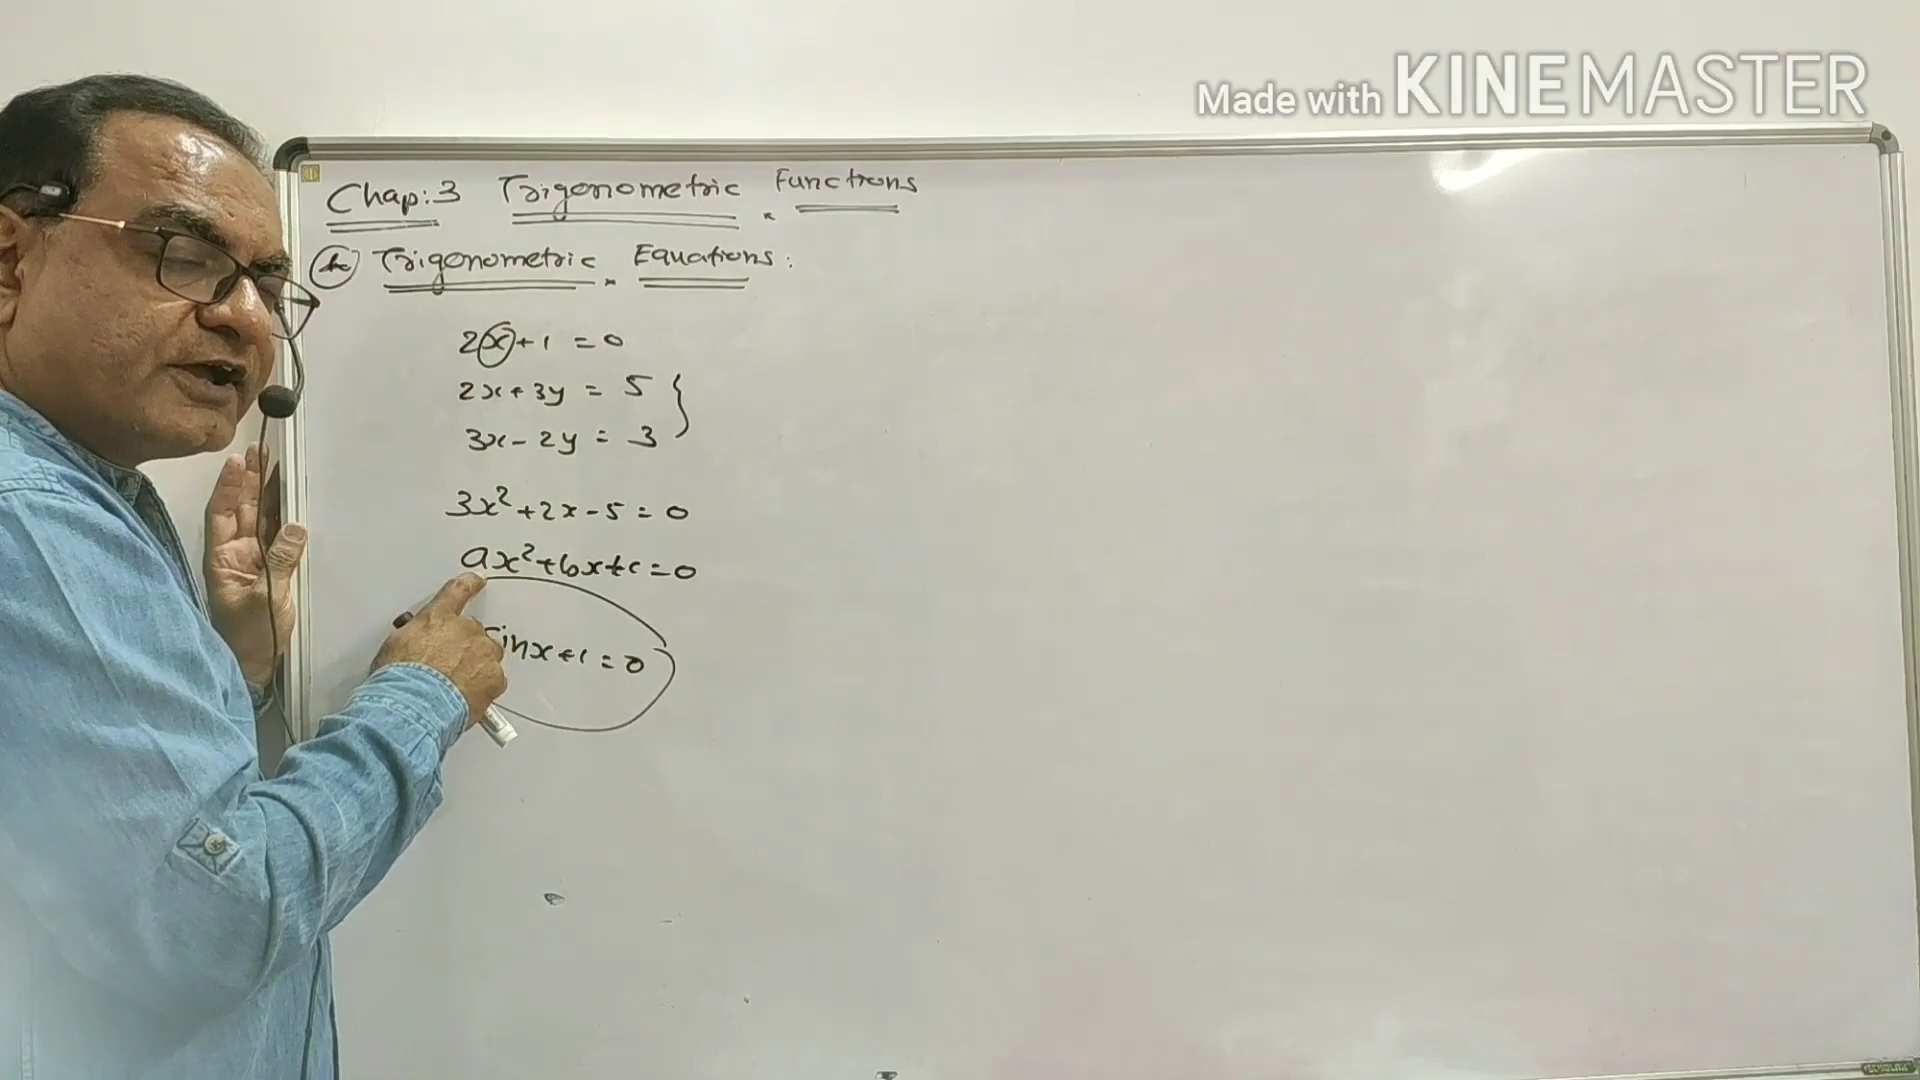 Made with KINEMASTER
Chap:3 Trigonometric Functions
Trigonometric Equations:
2x+1 = 0
2x+3y = 5
3x-2y = 3
3x²+2x-5=0
ax²+bx+c=0
inx+1=0